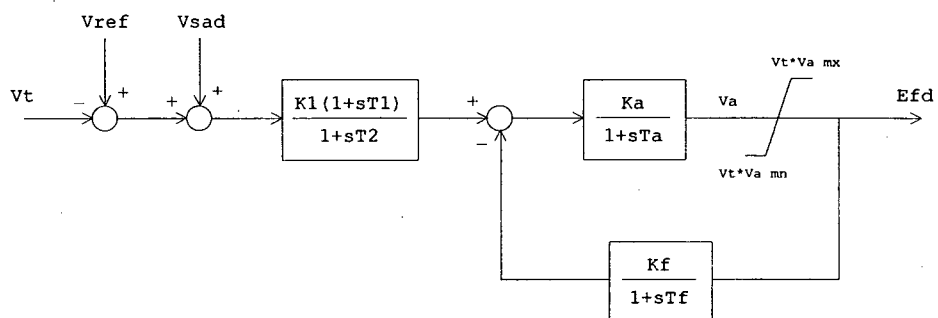 Vref
Vsad
Vt
−
+
+
+
K1(1+sT1)
1+sT2
+
−
Ka
1+sTa
Va
Vt*Va mx
Vt*Va mn
Efd
Kf
1+sTf